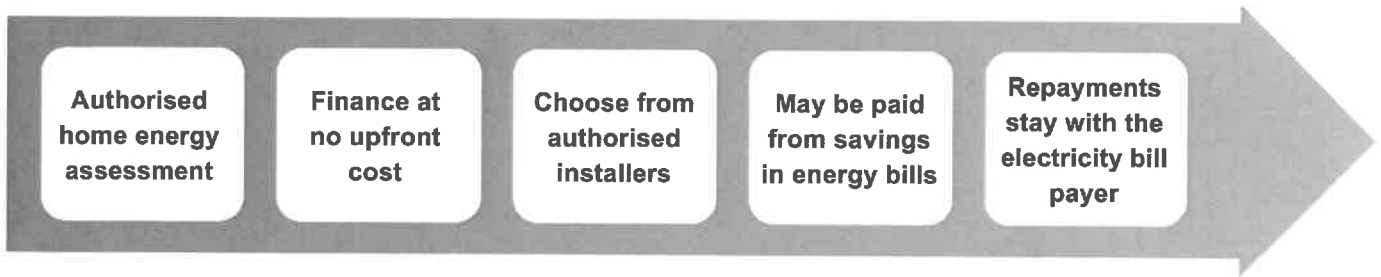 Authorised
home energy
assessment
Finance at
no upfront
cost
Choose from
authorised
installers
May be paid
from savings
in energy bills
Repayments
stay with the
electricity bill
payer